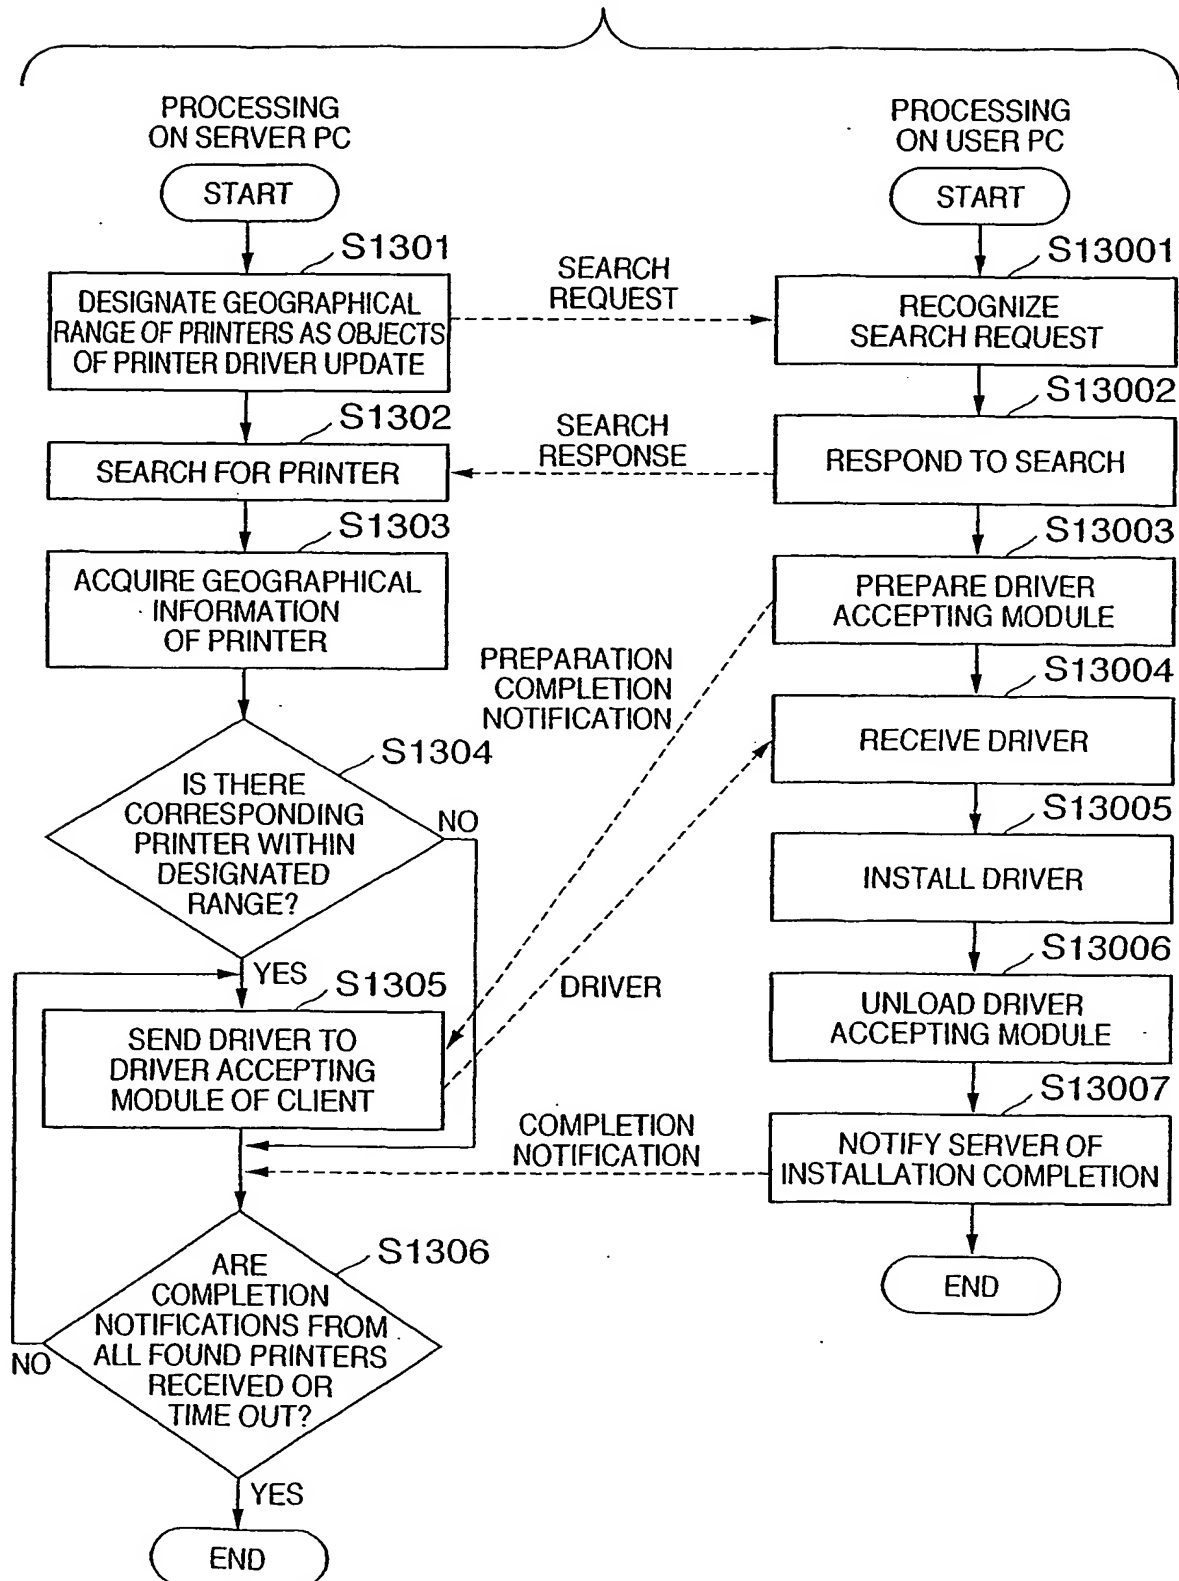 PROCESSING
ON SERVER PC
START
S1301
DESIGNATE GEOGRAPHICAL
RANGE OF PRINTERS AS OBJECTS
OF PRINTER DRIVER UPDATE
S1302
SEARCH FOR PRINTER
S1303
ACQUIRE GEOGRAPHICAL
INFORMATION
OF PRINTER
S1304
IS THERE
CORRESPONDING
PRINTER WITHIN
DESIGNATED
RANGE?
NO
YES
S1305
SEND DRIVER TO
DRIVER ACCEPTING
MODULE OF CLIENT
S1306
ARE
COMPLETION
NOTIFICATIONS FROM
ALL FOUND PRINTERS
RECEIVED OR
TIME OUT?
NO
YES
END
SEARCH
REQUEST
SEARCH
RESPONSE
PREPARATION
COMPLETION
NOTIFICATION
DRIVER
COMPLETION
NOTIFICATION
PROCESSING
ON USER PC
START
S13001
RECOGNIZE
SEARCH REQUEST
S13002
RESPOND TO SEARCH
S13003
PREPARE DRIVER
ACCEPTING MODULE
S13004
RECEIVE DRIVER
S13005
INSTALL DRIVER
S13006
UNLOAD DRIVER
ACCEPTING MODULE
S13007
NOTIFY SERVER OF
INSTALLATION COMPLETION
END